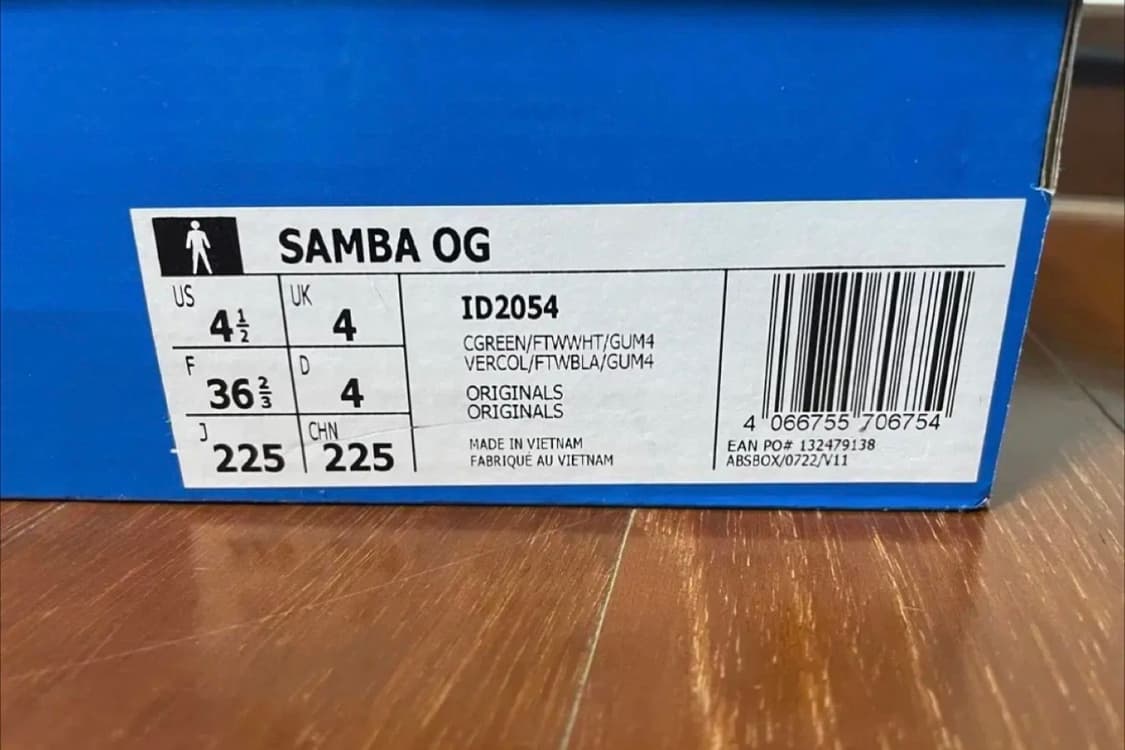 SAMBA OG
US 4½ UK 4
F 36⅔ D 4
J 225 CHN 225
ID2054
CGREEN/FTWWHT/GUM4
VERCOL/FTWBLA/GUM4
ORIGINALS
ORIGINALS
MADE IN VIETNAM
FABRIQUÉ AU VIETNAM
4 066755 706754
EAN PO# 132479138
ABSBOX/0722/V11